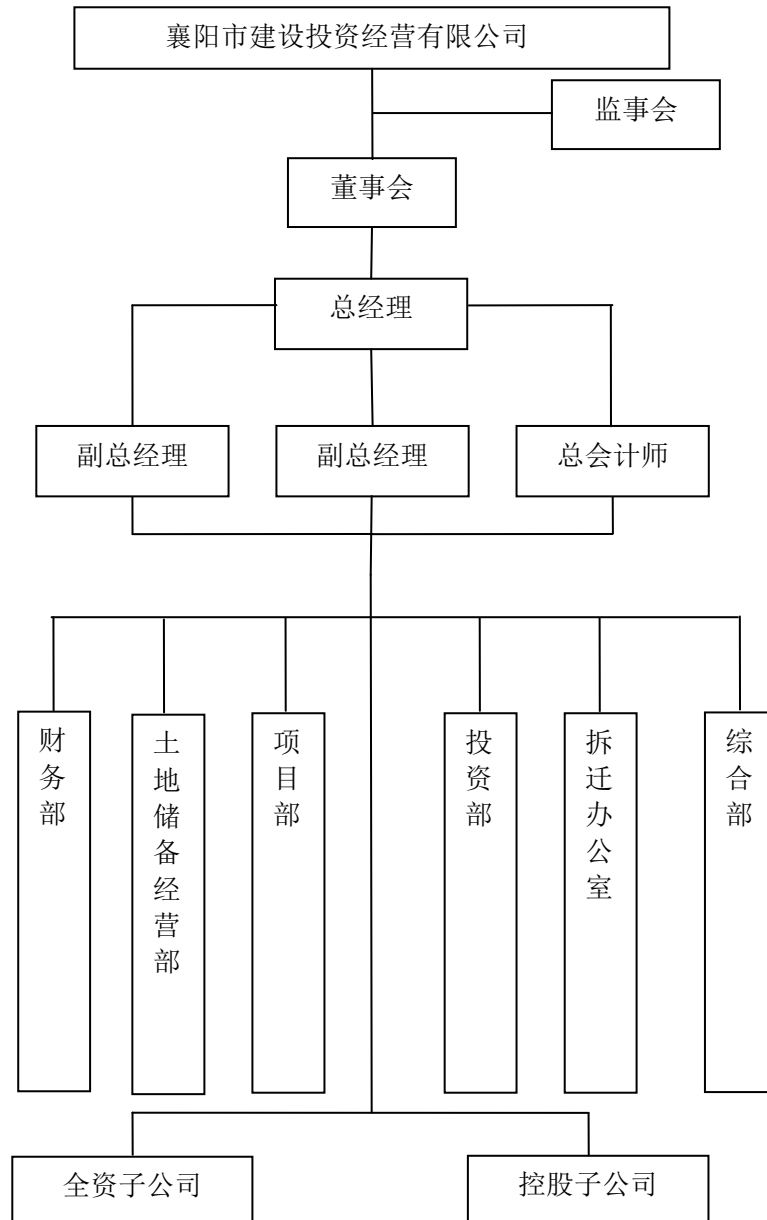 襄阳市建设投资经营有限公司
监事会
董事会
总经理
副总经理
副总经理
总会计师
财务部
土地储备经营部
项目部
投资部
拆迁办公室
综合部
全资子公司
控股子公司